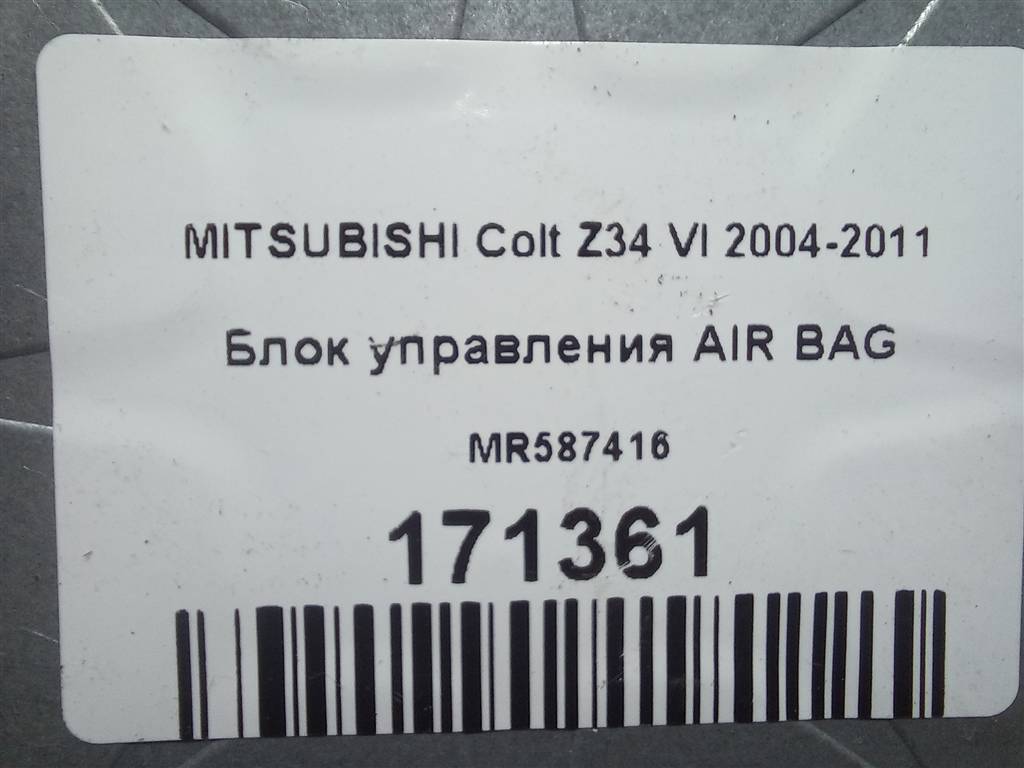 MITSUBISHI Colt Z34 VI 2004-2011
Блок управления AIR BAG
MR587416
171361